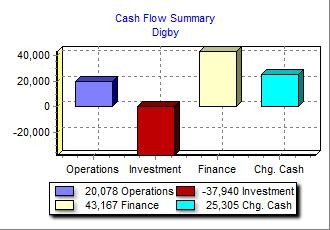 Cash Flow Summary
Digby
40,000
20,000
0
-20,000
Operations Investment Finance Chg. Cash
20,078 Operations -37,940 Investment
43,167 Finance 25,305 Chg. Cash